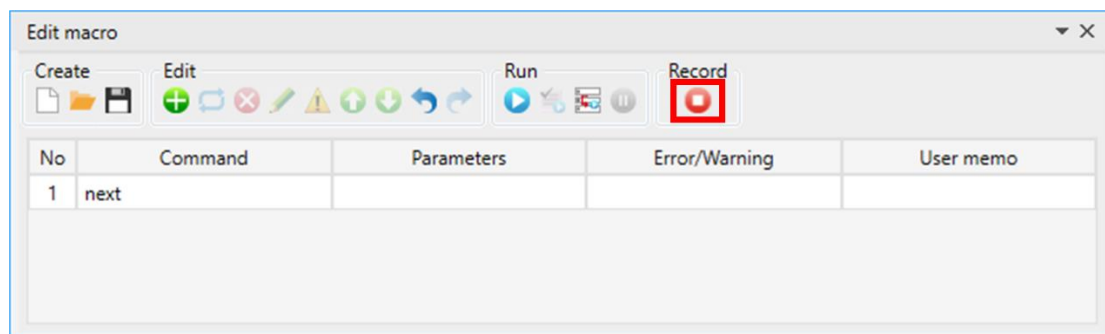 Edit macro
Create Edit Run Record
No Command Parameters Error/Warning User memo
1 next